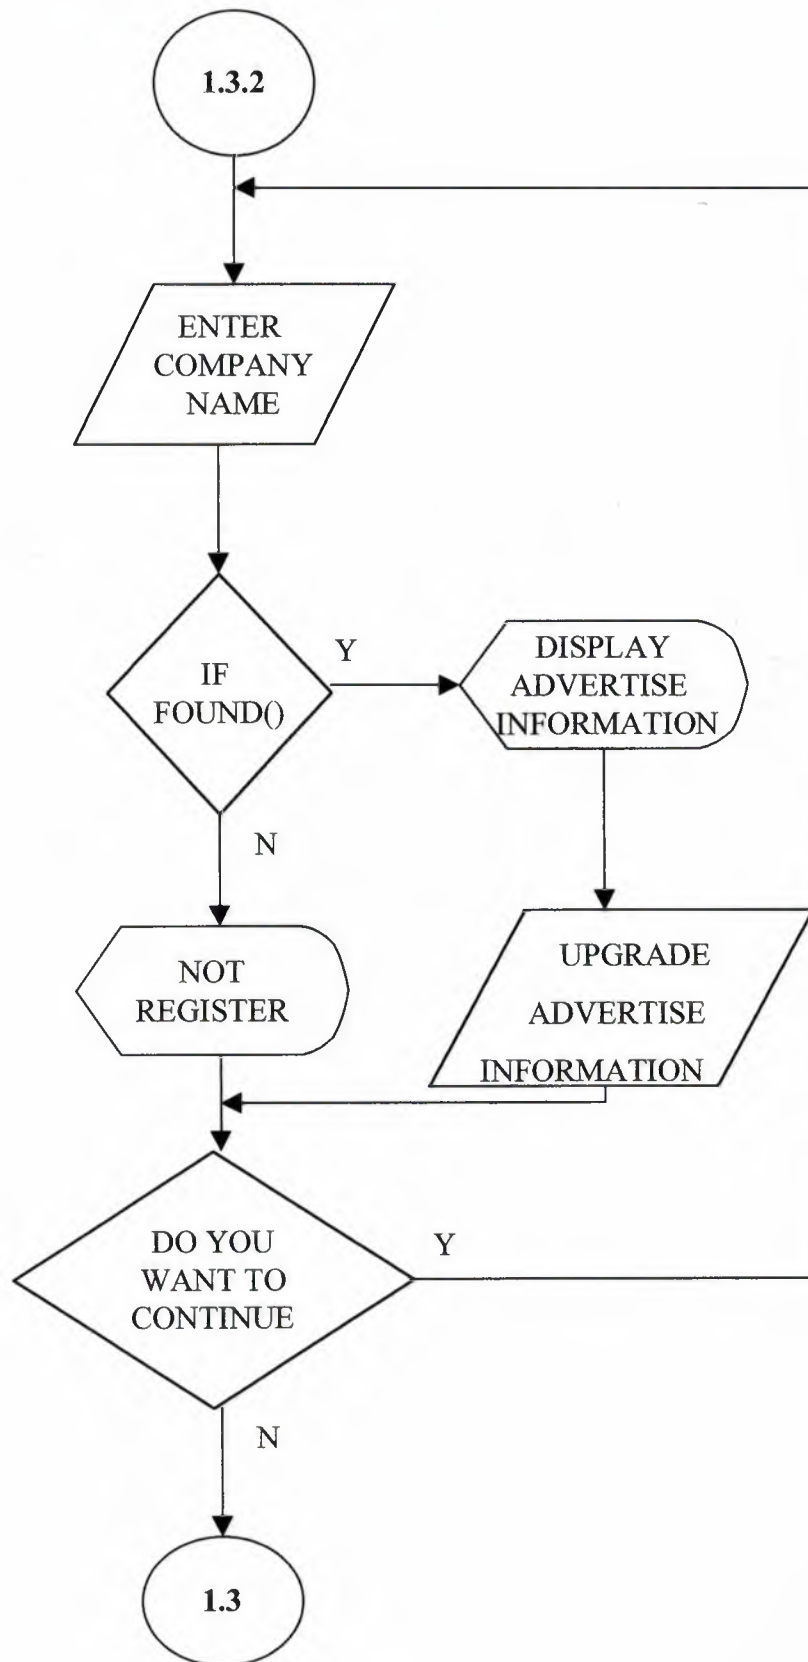 1.3.2
ENTER
COMPANY
NAME
IF
FOUND()
Y
DISPLAY
ADVERTISE
INFORMATION
N
NOT
REGISTER
UPGRADE
ADVERTISE
INFORMATION
DO YOU
WANT TO
CONTINUE
Y
N
1.3